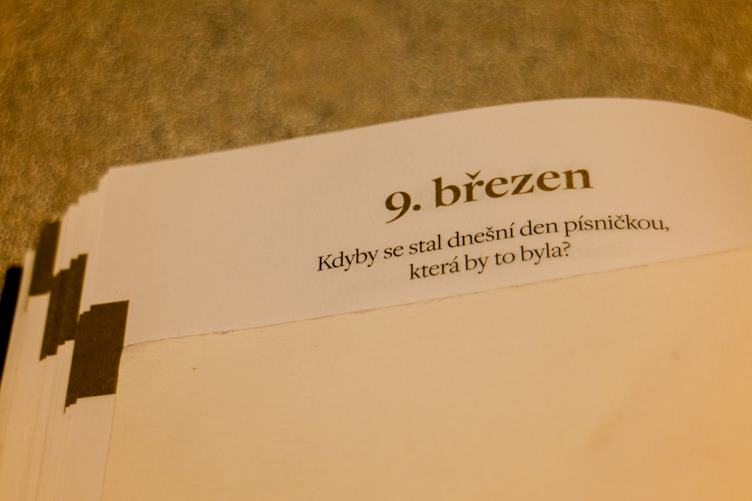 9. březen
Kdyby se stal dnešní den písničkou,
která by to byla?